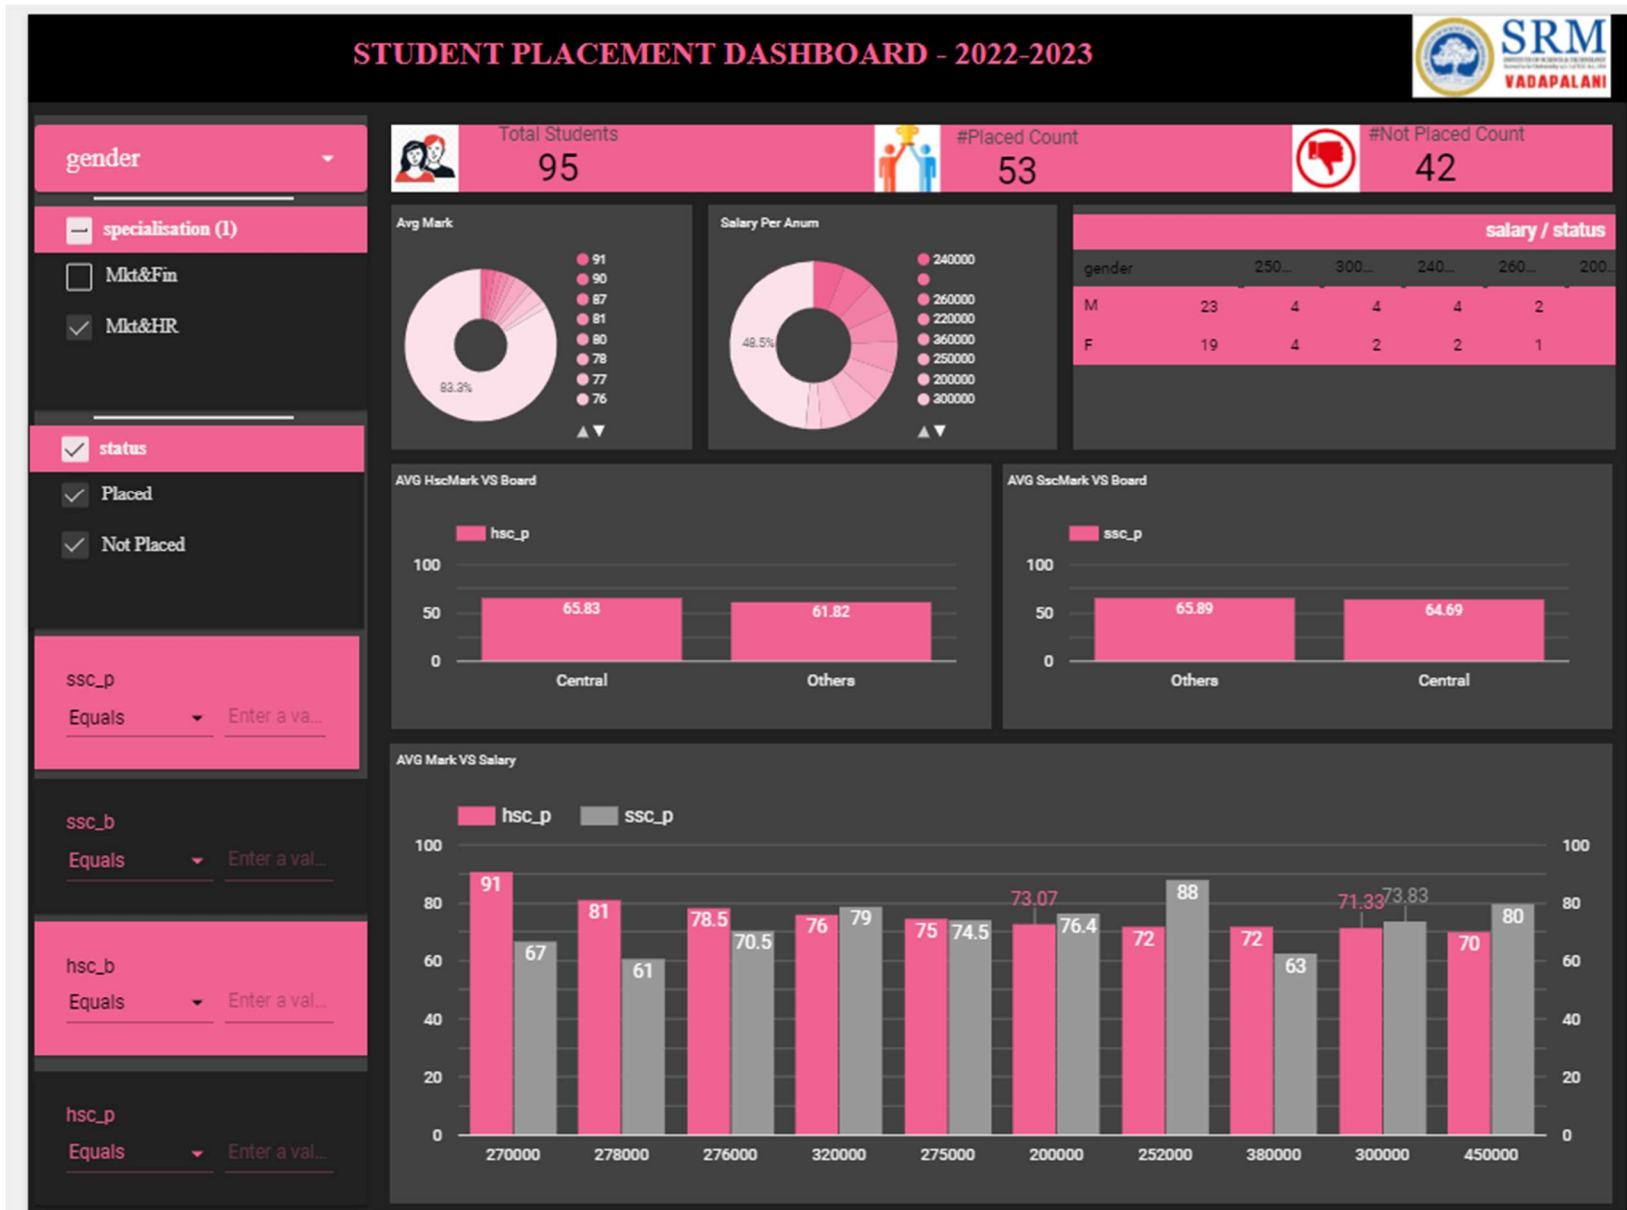 STUDENT PLACEMENT DASHBOARD - 2022-2023
SRM
VADAPALANI
gender
specialisation (1)
Mkt&Fin
Mkt&HR
status
Placed
Not Placed
ssc_p
Equals
Enter a va...
ssc_b
Equals
Enter a val...
hsc_b
Equals
Enter a val...
hsc_p
Equals
Enter a val...
Total Students
95
#Placed Count
53
#Not Placed Count
42
Avg Mark
83.3%
91
90
87
81
80
78
77
76
Salary Per Anum
48.5%
240000
260000
220000
360000
250000
200000
300000
salary / status
gender 250... 300... 240... 260... 200...
M 23 4 4 4 2
F 19 4 2 2 1
AVG HscMark VS Board
hsc_p
100
50
0
65.83 61.82
Central Others
AVG SscMark VS Board
ssc_p
100
50
0
65.89 64.69
Others Central
AVG Mark VS Salary
hsc_p ssc_p
100 100
80 80
60 60
40 40
20 20
0 0
91 67 81 61 78.5 70.5 76 79 75 74.5 73.07 76.4 72 88 72 63 71.33 73.83 70 80
270000 278000 276000 320000 275000 200000 252000 380000 300000 450000